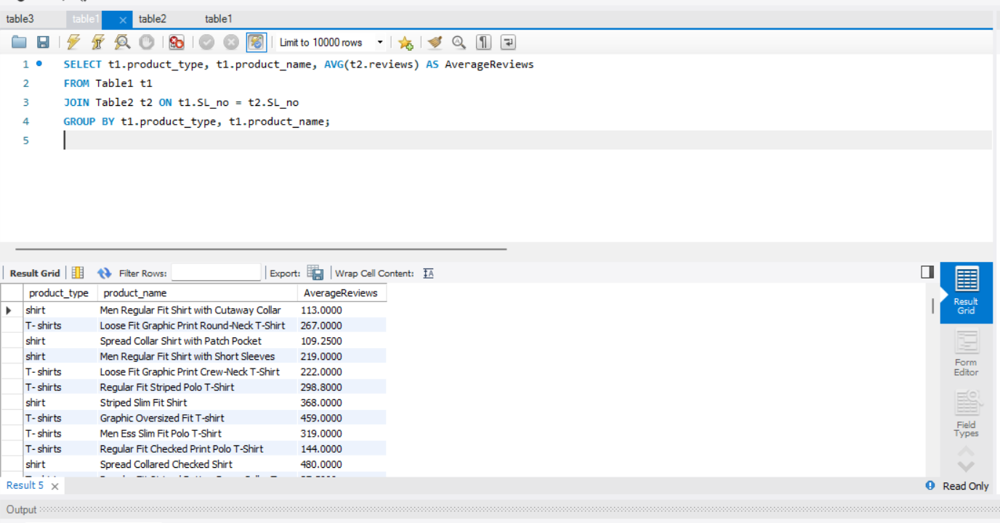 table3 table1 × table2 table1
Limit to 10000 rows
1 SELECT t1.product_type, t1.product_name, AVG(t2.reviews) AS AverageReviews
2 FROM Table1 t1
3 JOIN Table2 t2 ON t1.SL_no = t2.SL_no
4 GROUP BY t1.product_type, t1.product_name;
5
Result Grid Filter Rows: Export: Wrap Cell Content: IA
product_type product_name AverageReviews
shirt Men Regular Fit Shirt with Cutaway Collar 113.0000
T- shirts Loose Fit Graphic Print Round-Neck T-Shirt 267.0000
shirt Spread Collar Shirt with Patch Pocket 109.2500
shirt Men Regular Fit Shirt with Short Sleeves 219.0000
T- shirts Loose Fit Graphic Print Crew-Neck T-Shirt 222.0000
T- shirts Regular Fit Striped Polo T-Shirt 298.8000
shirt Striped Slim Fit Shirt 368.0000
T- shirts Graphic Oversized Fit T-shirt 459.0000
T- shirts Men Ess Slim Fit Polo T-Shirt 319.0000
T- shirts Regular Fit Checked Print Polo T-Shirt 144.0000
shirt Spread Collared Checked Shirt 480.0000
Result
Grid
Form
Editor
Field
Types
Result 5 × Read Only
Output